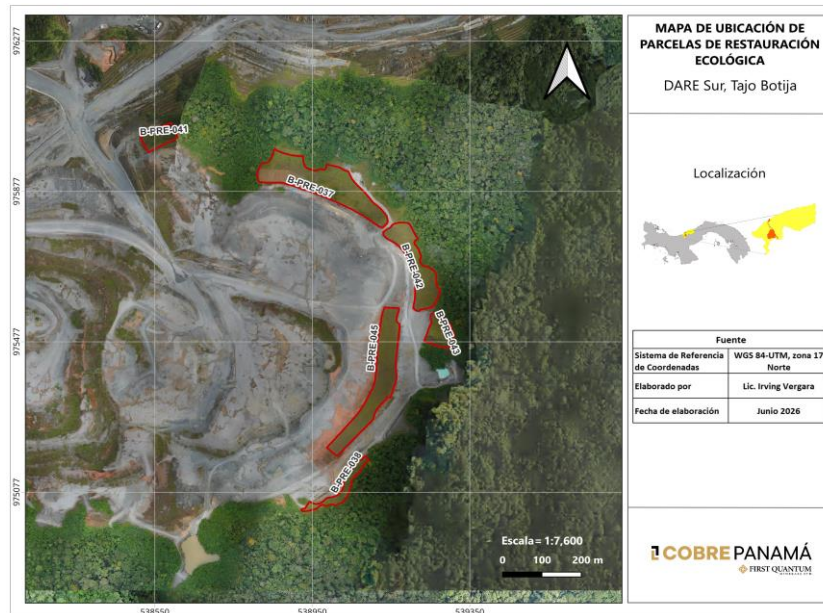 MAPA DE UBICACIÓN DE
PARCELAS DE RESTAURACIÓN
ECOLÓGICA
DARE Sur, Tajo Botija
Localización
Fuente
Sistema de Referencia
de Coordenadas
WGS 84-UTM, zona 17
Norte
Elaborado por
Lic. Irving Vergara
Fecha de elaboración
Junio 2026
COBRE PANAMÁ
FIRST QUANTUM
976277
975877
975477
975077
538550
538950
539350
B-PRE-041
B-PRE-037
B-PRE-042
B-PRE-043
B-PRE-045
B-PRE-038
Escala = 1:7,600
0 100 200 m